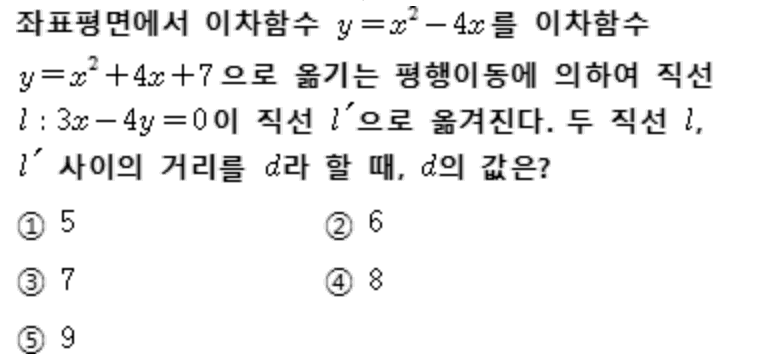 좌표평면에서 이차함수 y=x²-4x를 이차함수
y=x²+4x+7으로 옮기는 평행이동에 의하여 직선
l : 3x-4y=0이 직선 l′으로 옮겨진다. 두 직선 l,
l′ 사이의 거리를 d라 할 때, d의 값은?
① 5 ② 6
③ 7 ④ 8
⑤ 9